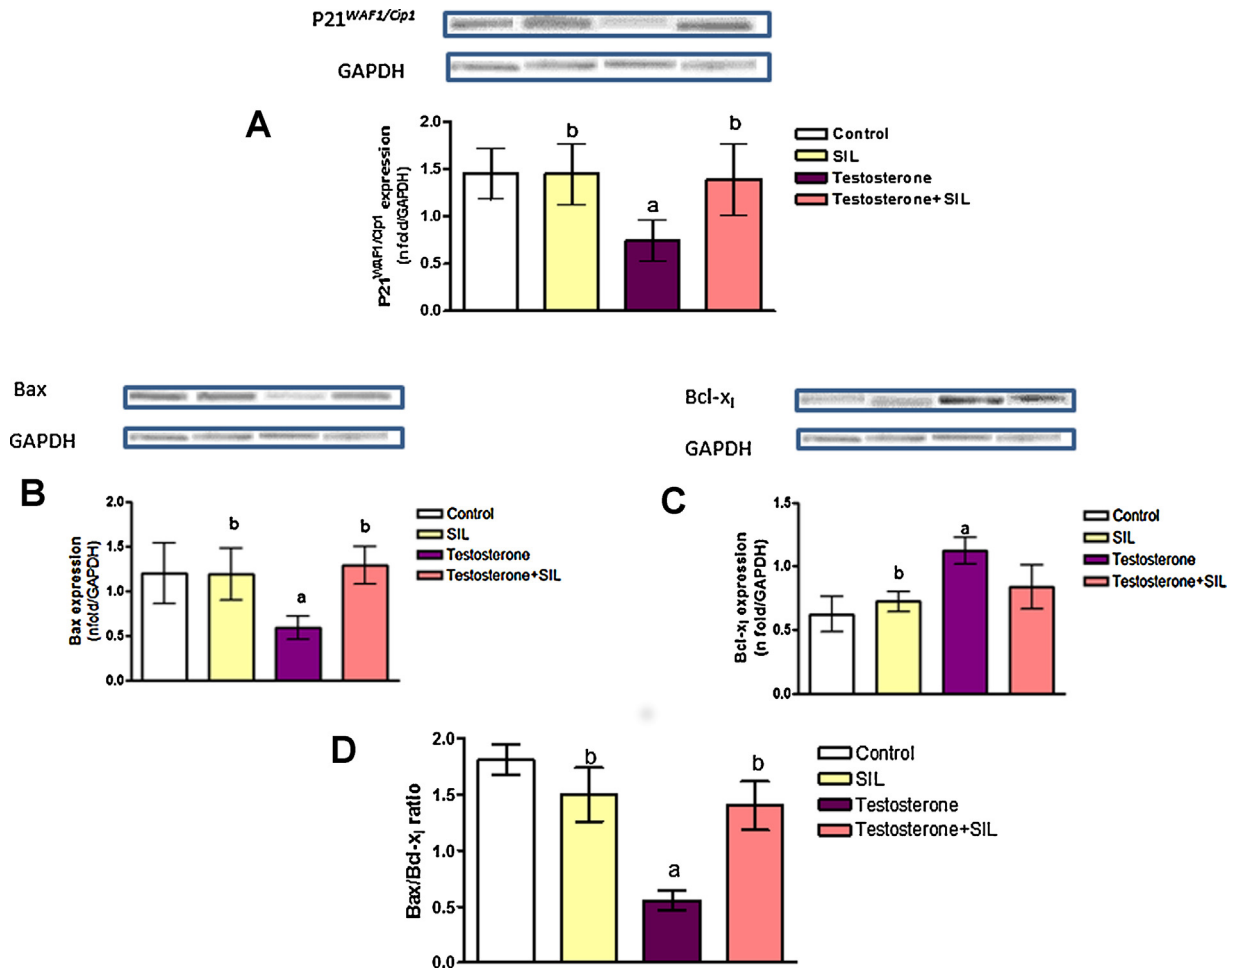 P21WAF1/Cip1
GAPDH
A
P21WAF1/Cip1 expression
(n fold/GAPDH)
2.0
1.5
1.0
0.5
0.0
b
a
b
Control
SIL
Testosterone
Testosterone+ SIL
Bax
GAPDH
B
Bax expression
(nfold/GAPDH)
2.0
1.5
1.0
0.5
0.0
b
a
b
Control
SIL
Testosterone
Testosterone+SIL
Bcl-xl
GAPDH
C
Bcl-xl expression
(n fold/GAPDH)
1.5
1.0
0.5
0.0
b
a
Control
SIL
Testosterone
Testosterone+SIL
D
Bax/Bcl-xl ratio
2.0
1.5
1.0
0.5
0.0
b
a
b
Control
SIL
Testosterone
Testosterone+SIL